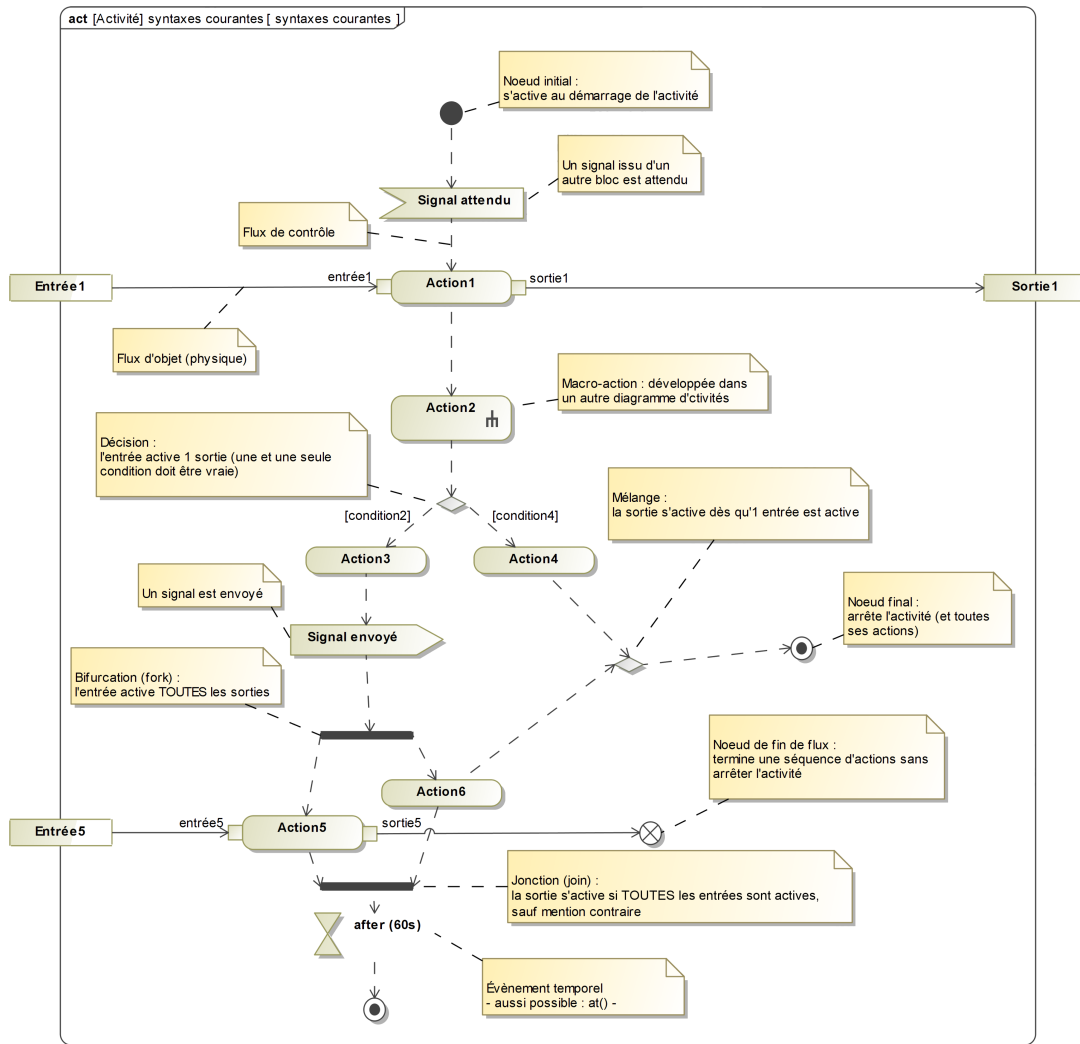 act [Activité] syntaxes courantes [ syntaxes courantes ]
Noeud initial :
s'active au démarrage de l'activité
Un signal issu d'un
autre bloc est attendu
Signal attendu
Flux de contrôle
Entrée1
entrée1
Action1
sortie1
Sortie1
Flux d'objet (physique)
Macro-action : développée dans
un autre diagramme d'ctivités
Action2
Décision :
l'entrée active 1 sortie (une et une seule
condition doit être vraie)
Mélange :
la sortie s'active dès qu'1 entrée est active
[condition2]
[condition4]
Action3
Action4
Un signal est envoyé
Noeud final :
arrête l'activité (et toutes
ses actions)
Signal envoyé
Bifurcation (fork) :
l'entrée active TOUTES les sorties
Noeud de fin de flux :
termine une séquence d'actions sans
arrêter l'activité
Action6
Entrée5
entrée5
Action5
sortie5
Jonction (join) :
la sortie s'active si TOUTES les entrées sont actives,
sauf mention contraire
after (60s)
Évènement temporel
- aussi possible : at() -